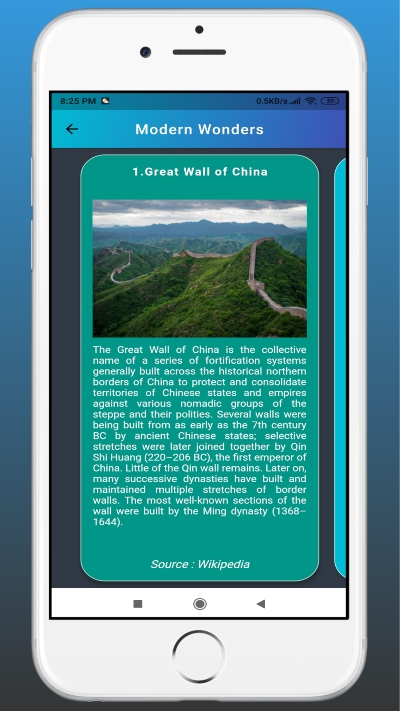 8:25 PM
0.5KB/s
Modern Wonders
1.Great Wall of China
The Great Wall of China is the collective
name of a series of fortification systems
generally built across the historical northern
borders of China to protect and consolidate
territories of Chinese states and empires
against various nomadic groups of the
steppe and their polities. Several walls were
being built from as early as the 7th century
BC by ancient Chinese states; selective
stretches were later joined together by Qin
Shi Huang (220–206 BC), the first emperor of
China. Little of the Qin wall remains. Later on,
many successive dynasties have built and
maintained multiple stretches of border
walls. The most well-known sections of the
wall were built by the Ming dynasty (1368–
1644).
Source : Wikipedia